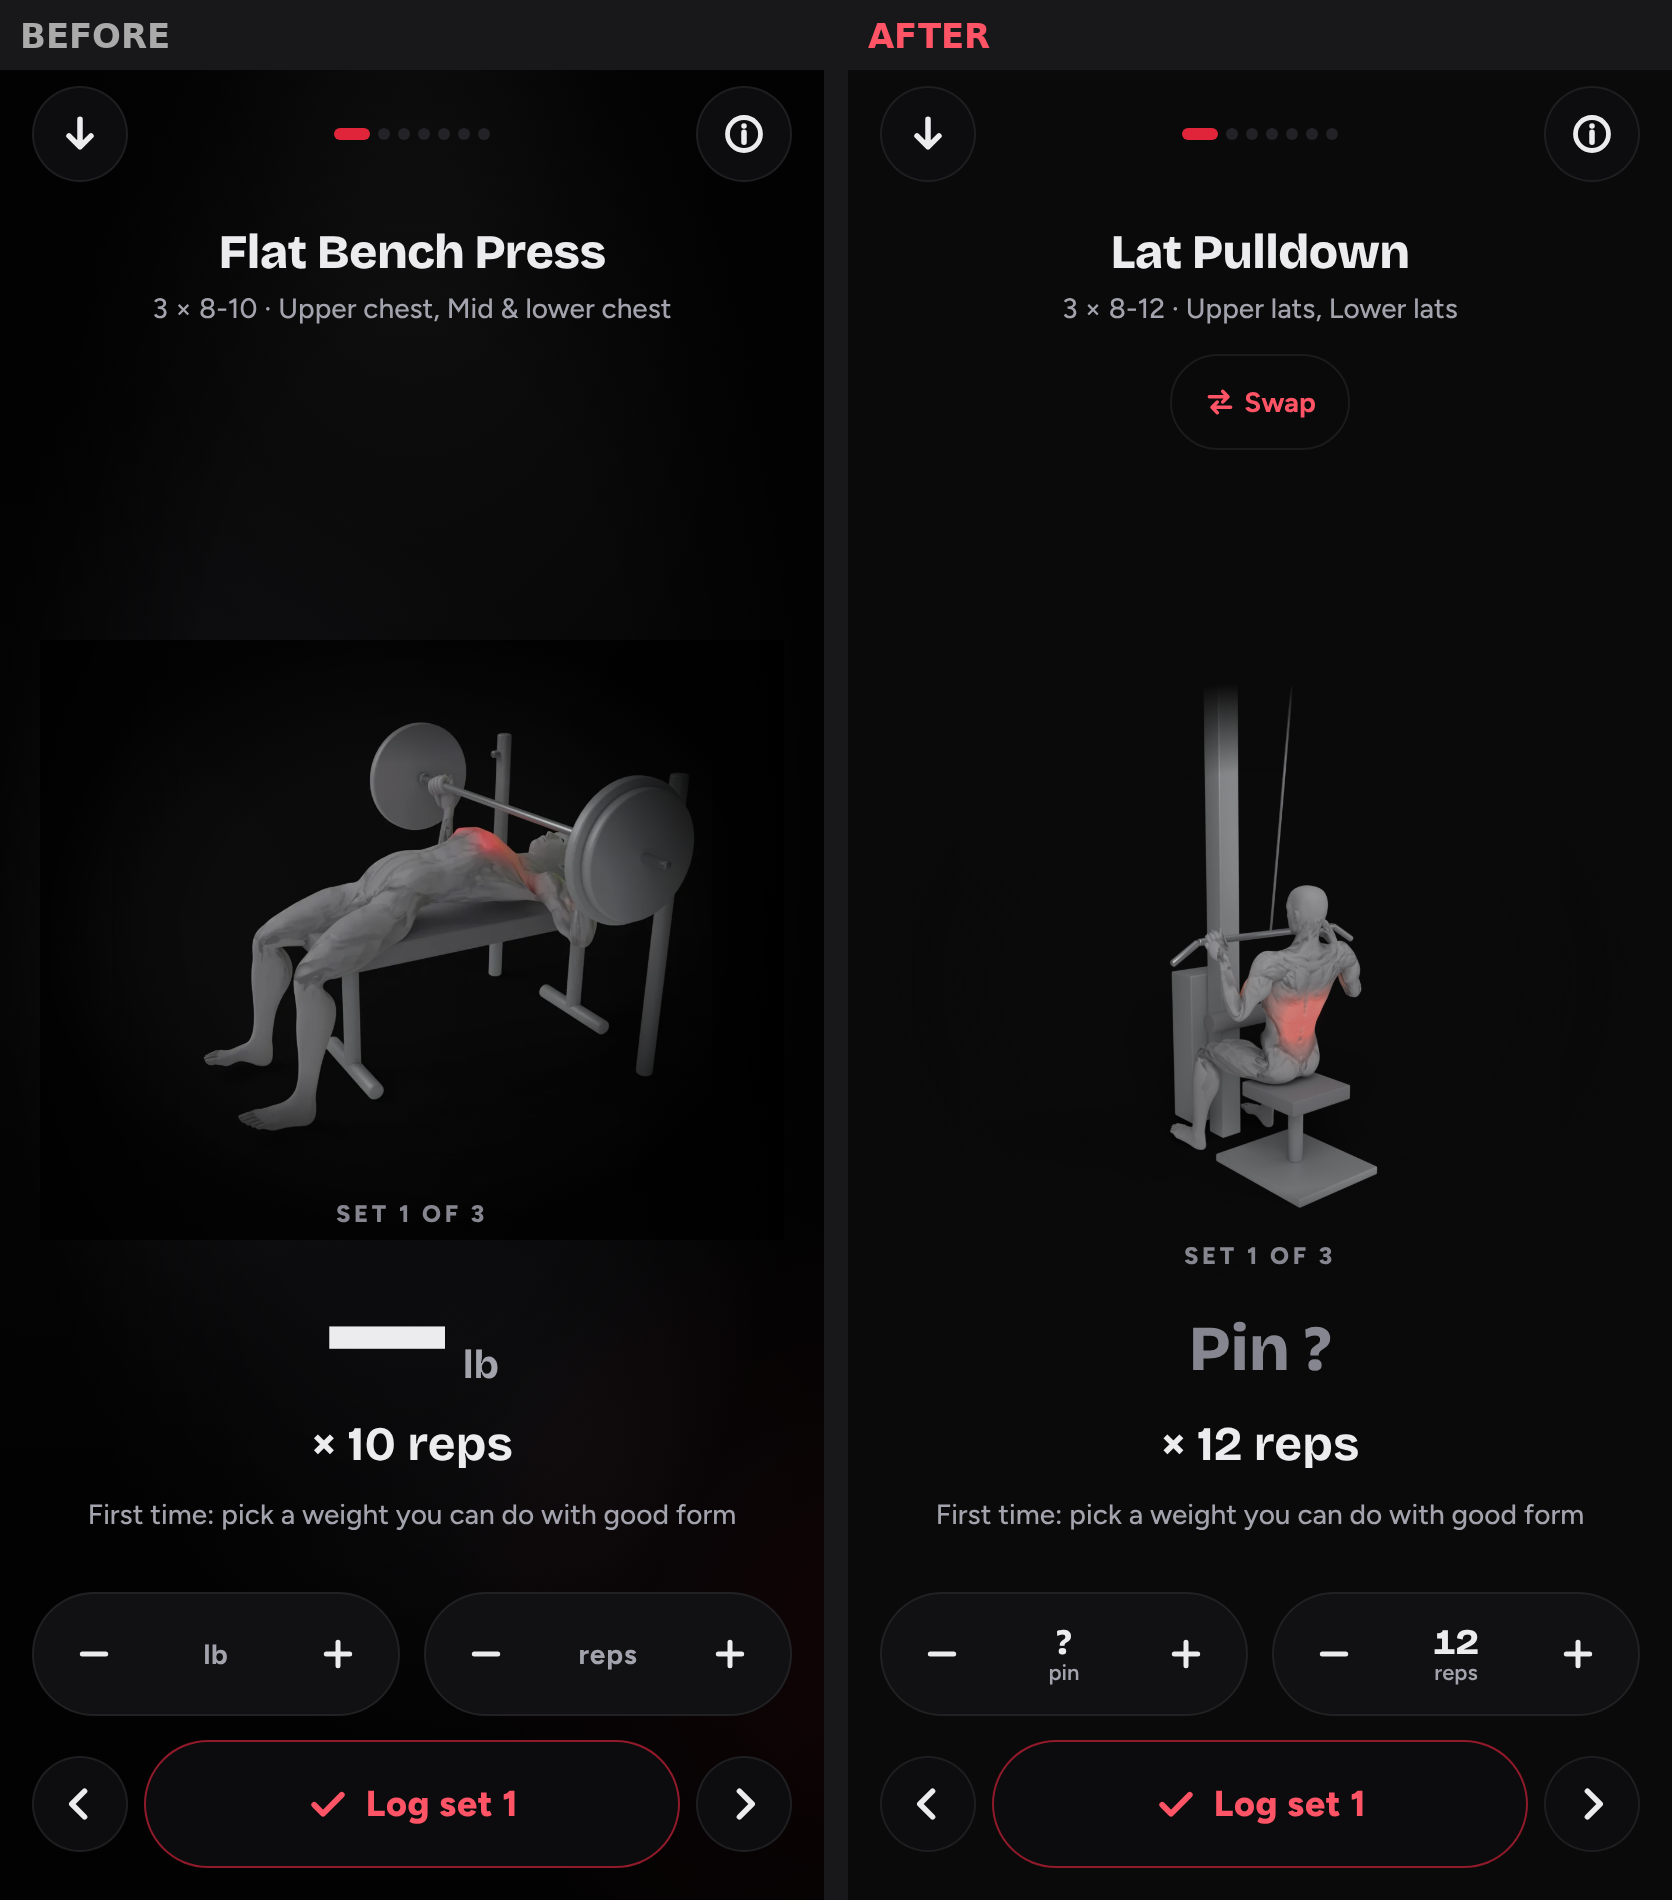 BEFORE
Flat Bench Press
3 × 8-10 · Upper chest, Mid & lower chest
SET 1 OF 3
— lb
× 10 reps
First time: pick a weight you can do with good form
− lb +
− reps +
Log set 1
AFTER
Lat Pulldown
3 × 8-12 · Upper lats, Lower lats
Swap
SET 1 OF 3
Pin ?
× 12 reps
First time: pick a weight you can do with good form
− ? +
pin
− 12 +
reps
Log set 1